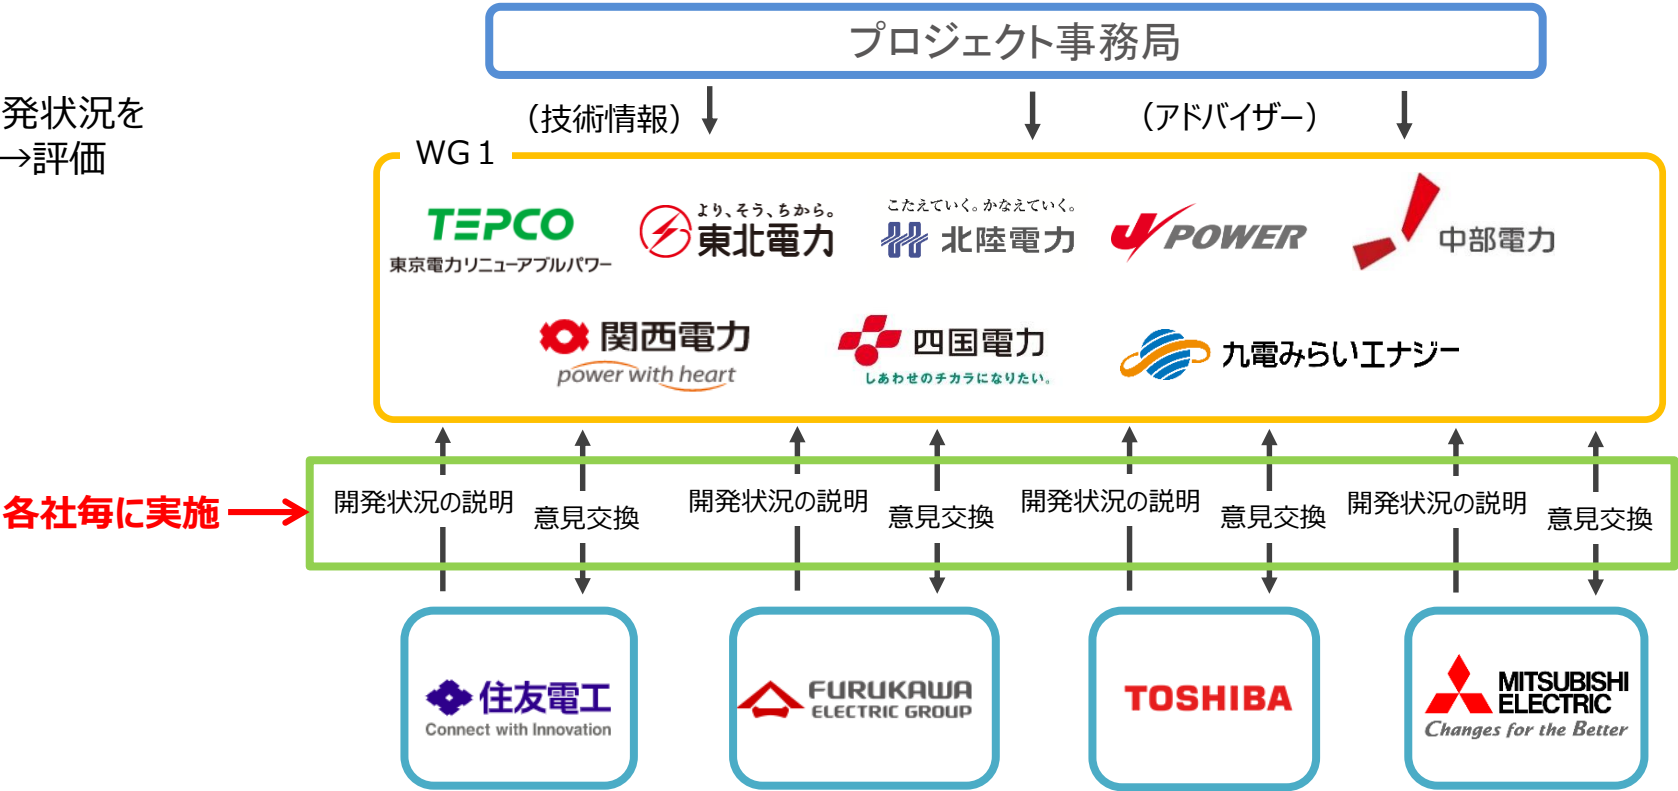 プロジェクト事務局
発状況を
→評価
（技術情報）
（アドバイザー）
WG１
TEPCO
東京電力リニューアブルパワー
より、そう、ちから。
東北電力
こたえていく。かなえていく。
北陸電力
J POWER
中部電力
関西電力
power with heart
四国電力
しあわせのチカラになりたい。
九電みらいエナジー
各社毎に実施
開発状況の説明
意見交換
開発状況の説明
意見交換
開発状況の説明
意見交換
開発状況の説明
意見交換
住友電工
Connect with Innovation
FURUKAWA
ELECTRIC GROUP
TOSHIBA
MITSUBISHI
ELECTRIC
Changes for the Better